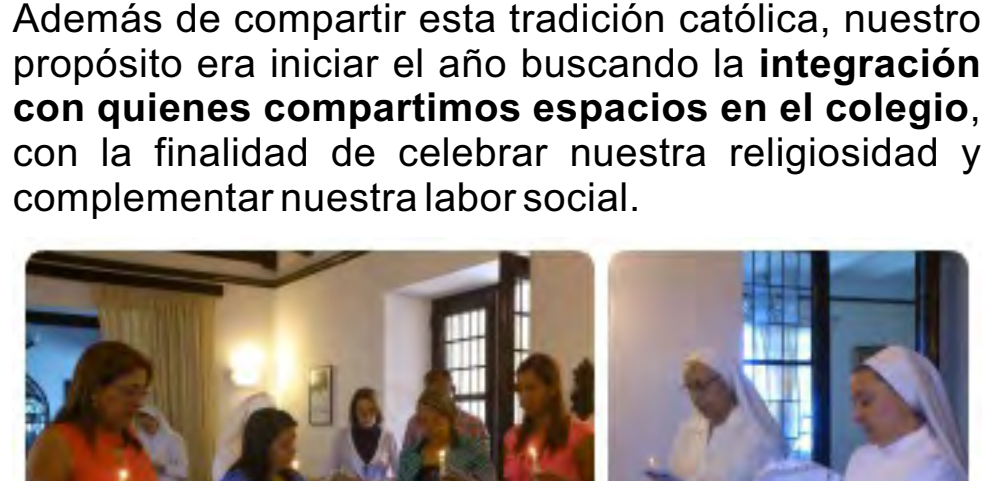 Además de compartir esta tradición católica, nuestro
propósito era iniciar el año buscando la integración
con quienes compartimos espacios en el colegio,
con la finalidad de celebrar nuestra religiosidad y
complementar nuestra labor social.